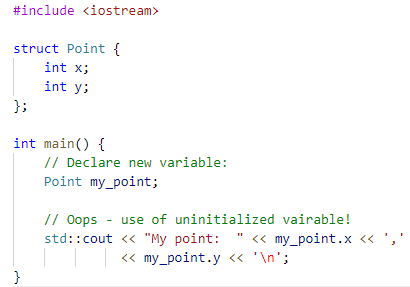 #include <iostream>
struct Point {
int x;
int y;
};
int main() {
// Declare new variable:
Point my_point;
// Oops - use of uninitialized vairable!
std::cout << "My point:  " << my_point.x << ','
<< my_point.y << '\n';
}